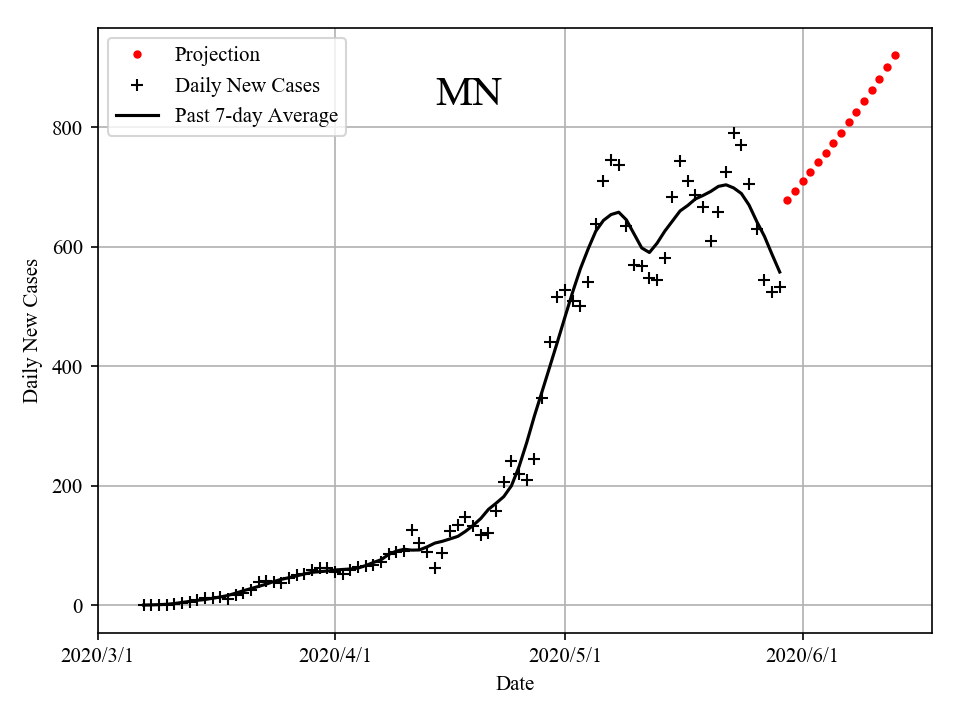 Projection
Daily New Cases
Past 7-day Average
MN
Daily New Cases
800
600
400
200
0
2020/3/1
2020/4/1
2020/5/1
2020/6/1
Date